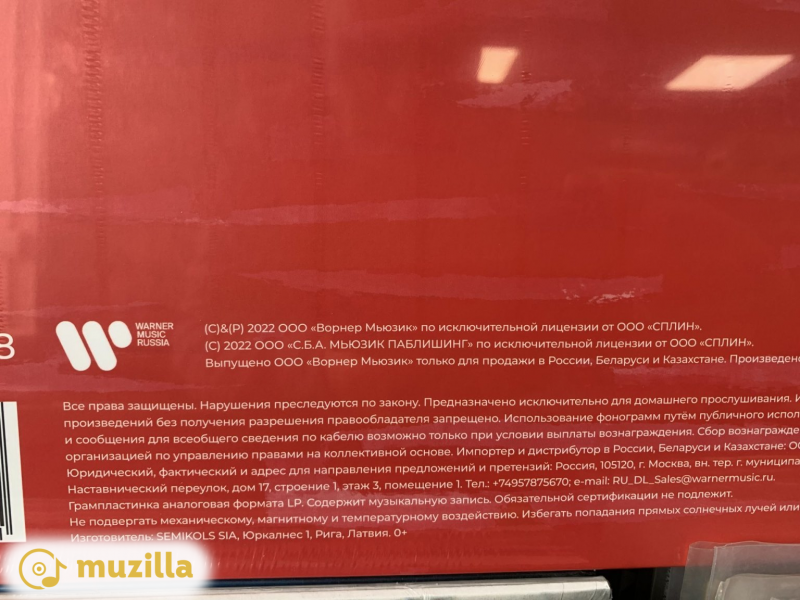 8
WARNER
MUSIC
RUSSIA
(C)&(P) 2022 ООО «Ворнер Мьюзик» по исключительной лицензии от ООО «СПЛИН».
(C) 2022 ООО «С.Б.А. МЬЮЗИК ПАБЛИШИНГ» по исключительной лицензии от ООО «СПЛИН».
Выпущено ООО «Ворнер Мьюзик» только для продажи в России, Беларуси и Казахстане. Произведено
Все права защищены. Нарушения преследуются по закону. Предназначено исключительно для домашнего прослушивания. И
произведений без получения разрешения правообладателя запрещено. Использование фонограмм путём публичного испол
и сообщения для всеобщего сведения по кабелю возможно только при условии выплаты вознаграждения. Сбор вознагражде
организацией по управлению правами на коллективной основе. Импортер и дистрибутор в России, Беларуси и Казахстане: ОО
Юридический, фактический и адрес для направления предложений и претензий: Россия, 105120, г. Москва, вн. тер. г. муниципа
Наставнический переулок, дом 17, строение 1, этаж 3, помещение 1. Тел.: +74957875670; e-mail: RU_DL_Sales@warnermusic.ru.
Грампластинка аналоговая формата LP. Содержит музыкальную запись. Обязательной сертификации не подлежит.
Не подвергать механическому, магнитному и температурному воздействию. Избегать попадания прямых солнечных лучей или
Изготовитель: SEMIKOLS SIA, Юркалнес 1, Рига, Латвия. 0+
muzilla